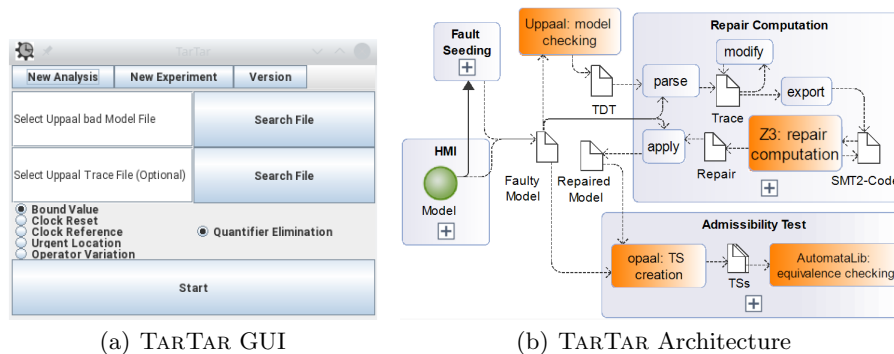 TarTar
New Analysis
New Experiment
Version
Select Uppaal bad Model File
Search File
Select Uppaal Trace File (Optional)
Search File
Bound Value
Clock Reset
Clock Reference
Urgent Location
Operator Variation
Quantifier Elimination
Start
(a) TARTAR GUI
Fault
Seeding
HMI
Model
Uppaal: model
checking
TDT
Faulty
Model
Repaired
Model
Repair Computation
parse
modify
Trace
export
apply
Repair
Z3: repair
computation
SMT2-Code
Admissibility Test
opaal: TS
creation
TSs
AutomataLib:
equivalence checking
(b) TARTAR Architecture